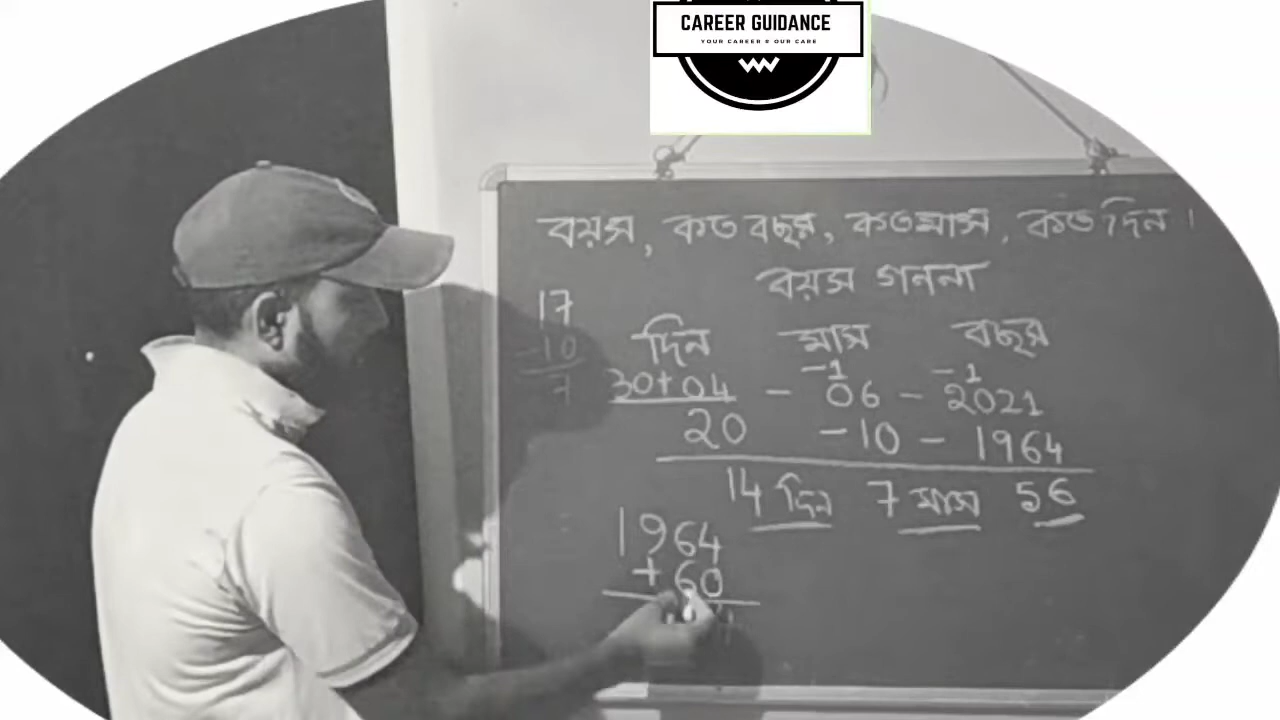 CAREER GUIDANCE
YOUR CAREER & OUR CARE
বয়স, কত বছর, কত মাস, কত দিন।
বয়স গননা
দিন মাস বছর
-1 -1
30+04 - 06 - 2021
20 - 10 - 1964
14 দিন 7 মাস 56
17
-10
7
1964
+ 60